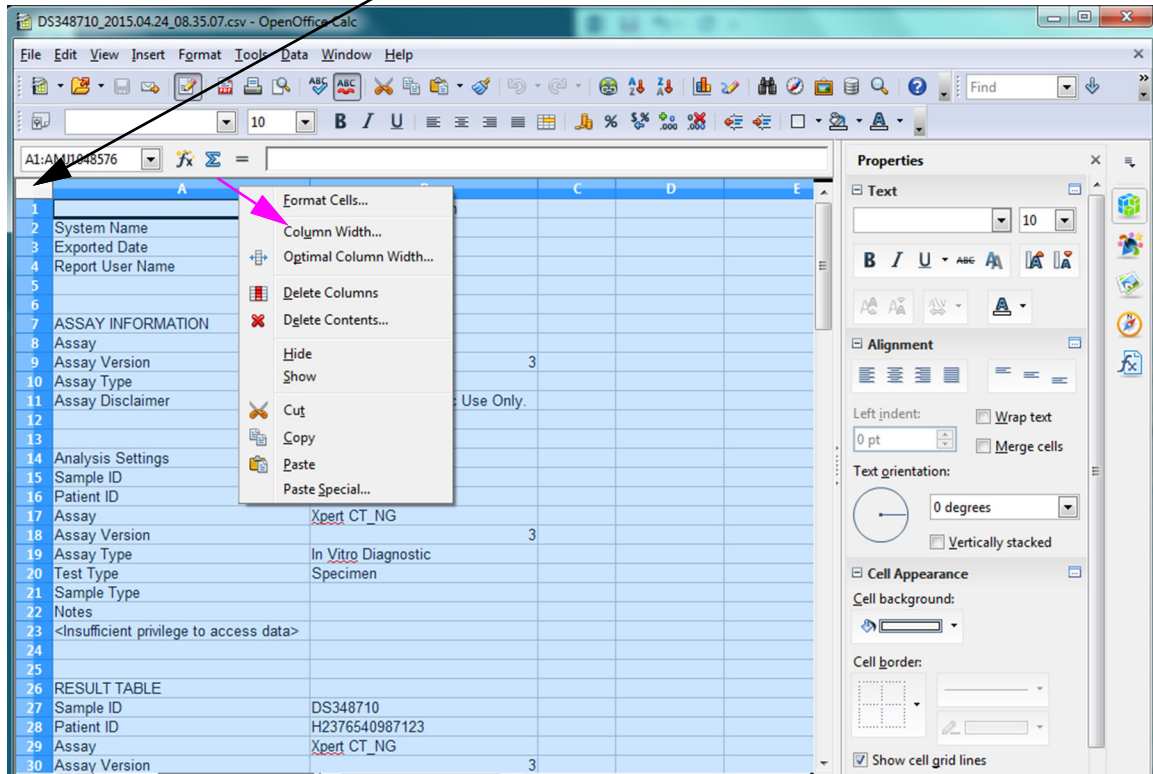 DS348710_2015.04.24_08.35.07.csv - OpenOffice Calc
File Edit View Insert Format Tools Data Window Help
Find
10
A1:AMJ1048576
A C D E
1
2 System Name
3 Exported Date
4 Report User Name
5
6
7 ASSAY INFORMATION
8 Assay
9 Assay Version 3
10 Assay Type
11 Assay Disclaimer Use Only.
12
13
14 Analysis Settings
15 Sample ID
16 Patient ID
17 Assay Xpert CT_NG
18 Assay Version 3
19 Assay Type In Vitro Diagnostic
20 Test Type Specimen
21 Sample Type
22 Notes
23 <Insufficient privilege to access data>
24
25
26 RESULT TABLE
27 Sample ID DS348710
28 Patient ID H2376540987123
29 Assay Xpert CT_NG
30 Assay Version 3
Format Cells...
Column Width...
Optimal Column Width...
Delete Columns
Delete Contents...
Hide
Show
Cut
Copy
Paste
Paste Special...
Properties
Text
10
B I U ABC
Alignment
Left indent:
Wrap text
0 pt
Merge cells
Text orientation:
0 degrees
Vertically stacked
Cell Appearance
Cell background:
Cell border:
Show cell grid lines